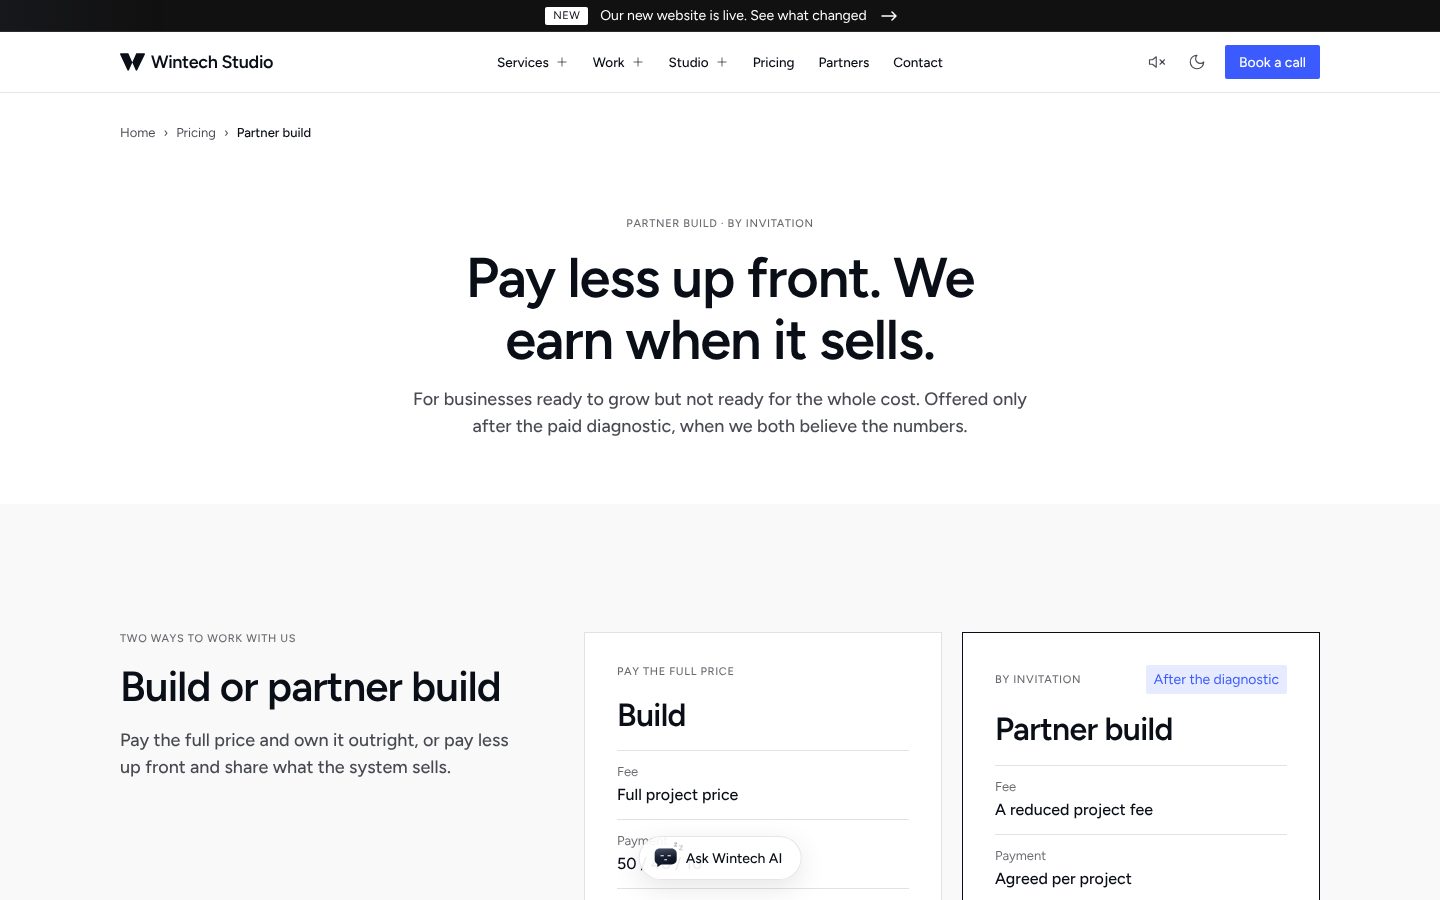 NEW Our new website is live. See what changed →
Wintech Studio
Services + Work + Studio + Pricing Partners Contact
Book a call
Home › Pricing › Partner build
PARTNER BUILD · BY INVITATION
Pay less up front. We
earn when it sells.
For businesses ready to grow but not ready for the whole cost. Offered only
after the paid diagnostic, when we both believe the numbers.
TWO WAYS TO WORK WITH US
Build or partner build
Pay the full price and own it outright, or pay less
up front and share what the system sells.
PAY THE FULL PRICE
Build
Fee
Full project price
50
BY INVITATION
After the diagnostic
Partner build
Fee
A reduced project fee
Payment
Agreed per project
Ask Wintech AI